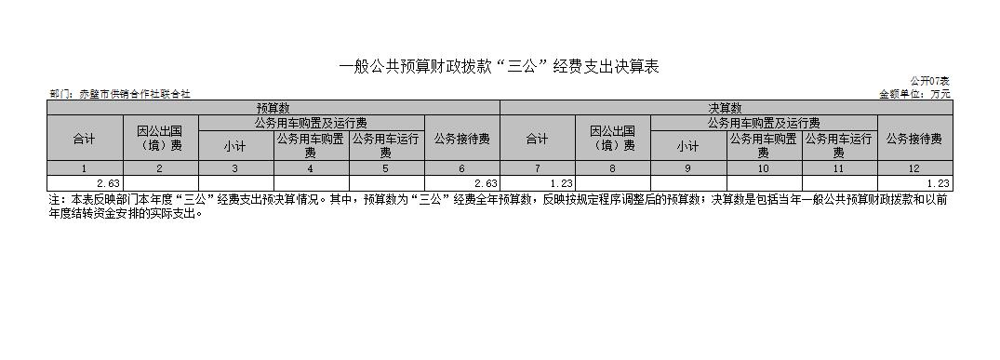 一般公共预算财政拨款“三公”经费支出决算表
公开07表
部门：赤壁市供销合作社联合社 金额单位：万元
预算数 决算数
合计 因公出国（境）费 公务用车购置及运行费 公务接待费 合计 因公出国（境）费 公务用车购置及运行费 公务接待费
小计 公务用车购置费 公务用车运行费 小计 公务用车购置费 公务用车运行费
1 2 3 4 5 6 7 8 9 10 11 12
2.63 2.63 1.23 1.23
注：本表反映部门本年度“三公”经费支出预决算情况。其中，预算数为“三公”经费全年预算数，反映按规定程序调整后的预算数；决算数是包括当年一般公共预算财政拨款和以前
年度结转资金安排的实际支出。